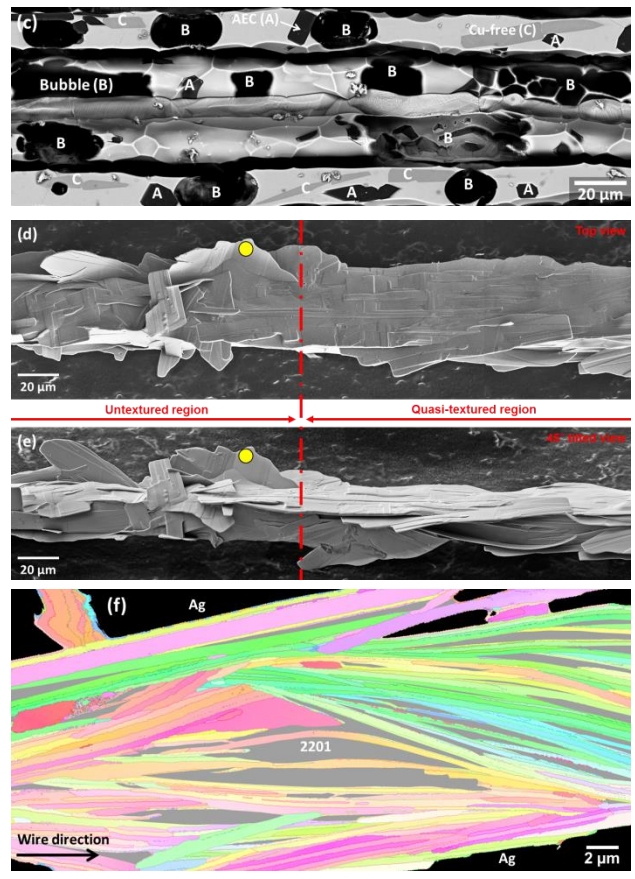 (c) C B AEC (A) B Cu-free (C) A
Bubble (B) A B B B
B B
C A B A C B A
20 μm
(d) Top view
20 μm
Untextured region Quasi-textured region
(e) 45° tilted view
20 μm
(f) Ag
2201
Wire direction
Ag
2 μm